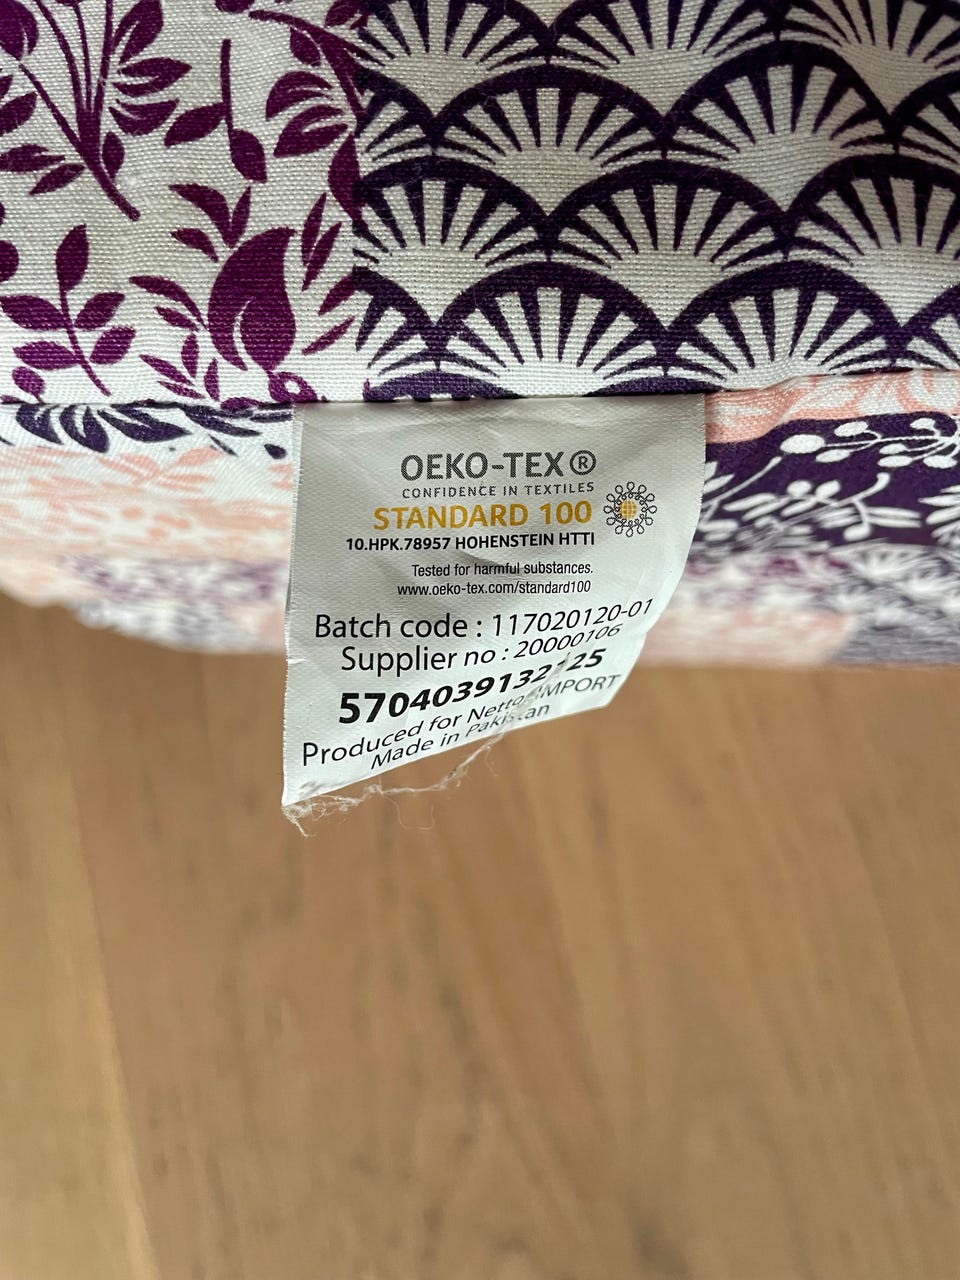 OEKO-TEX®
CONFIDENCE IN TEXTILES
STANDARD 100
10.HPK.78957 HOHENSTEIN HTTI
Tested for harmful substances.
www.oeko-tex.com/standard100
Batch code : 117020120-01
Supplier no : 20000106
Produced for Netto IMPORT
Made in Pakistan